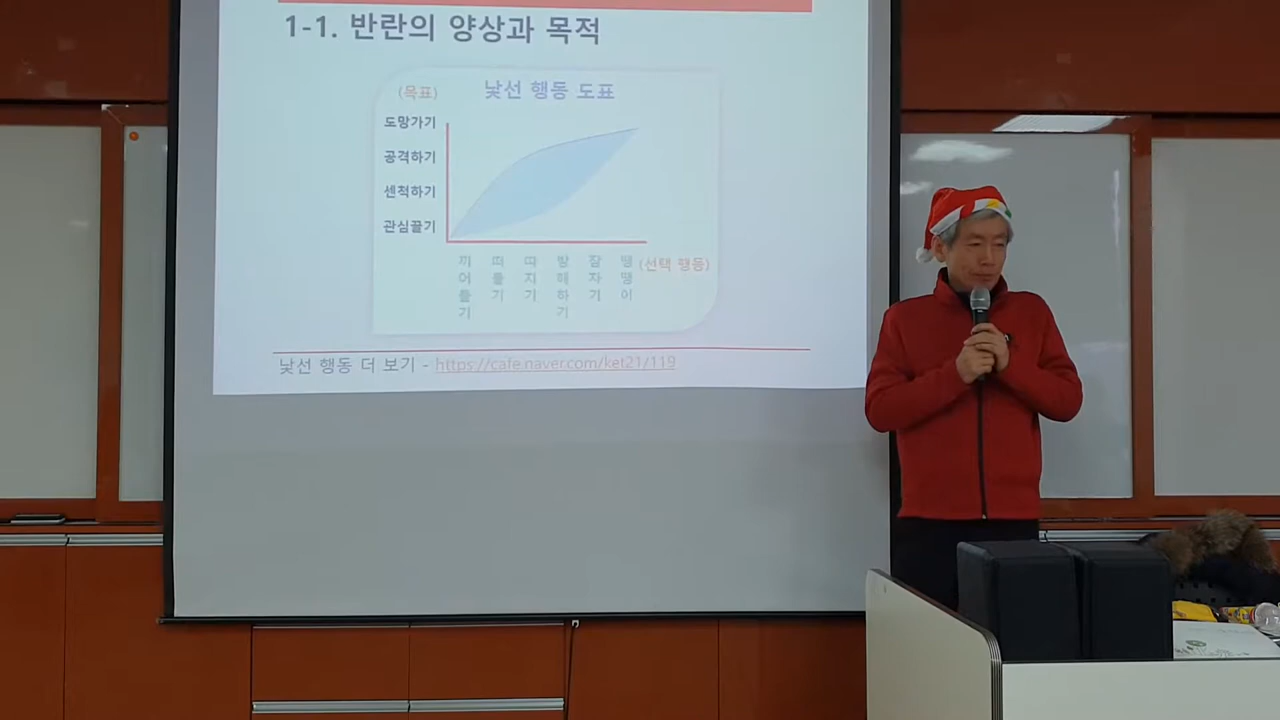 1-1. 반란의 양상과 목적
(목표) 낯선 행동 도표
도망가기
공격하기
센척하기
관심끌기
끼어들기
떠들기
따지기
방해하기
잠자기
땡땡이
(선택 행동)
낯선 행동 더 보기 - https://cafe.naver.com/ket21/119